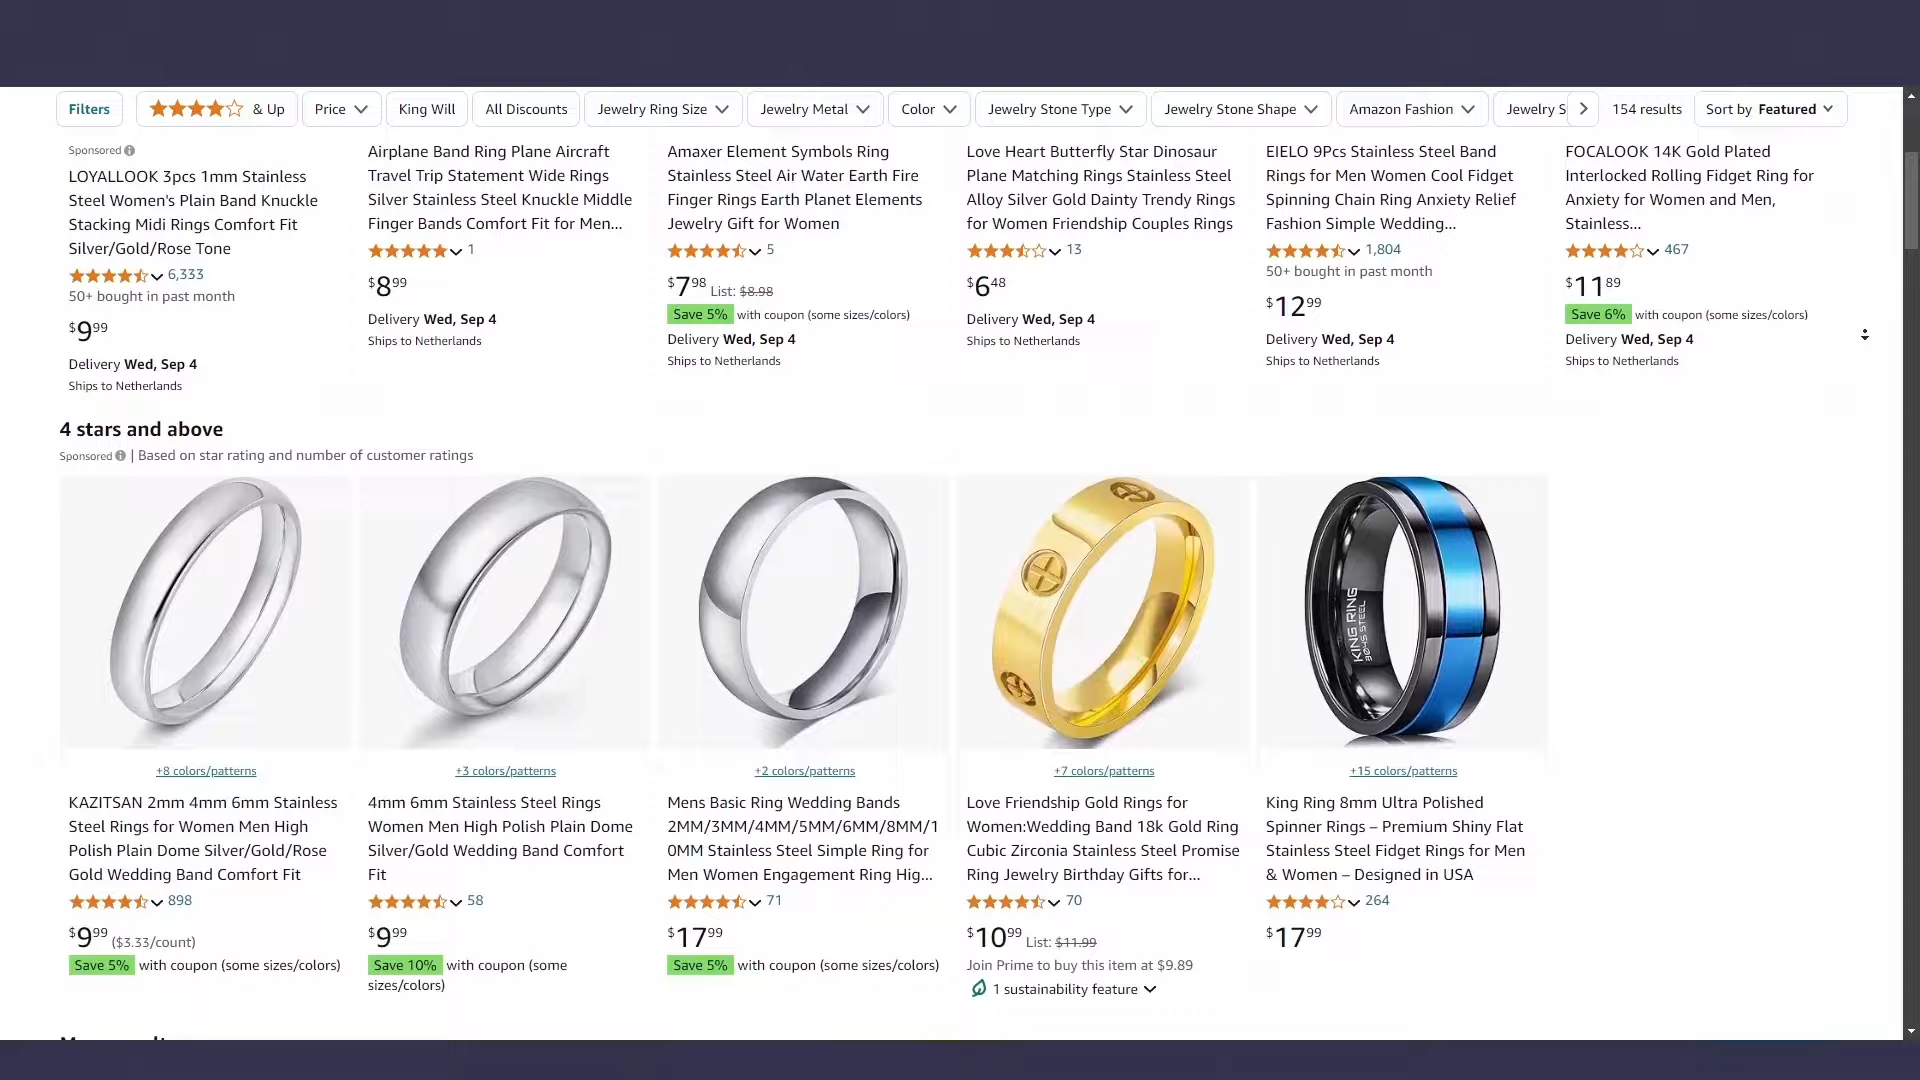 Filters
& Up
Price
King Will
All Discounts
Jewelry Ring Size
Jewelry Metal
Color
Jewelry Stone Type
Jewelry Stone Shape
Amazon Fashion
Jewelry S
154 results
Sort by Featured
Sponsored
LOYALLOOK 3pcs 1mm Stainless
Steel Women's Plain Band Knuckle
Stacking Midi Rings Comfort Fit
Silver/Gold/Rose Tone
6,333
50+ bought in past month
$9.99
Delivery Wed, Sep 4
Ships to Netherlands
Airplane Band Ring Plane Aircraft
Travel Trip Statement Wide Rings
Silver Stainless Steel Knuckle Middle
Finger Bands Comfort Fit for Men...
1
$8.99
Delivery Wed, Sep 4
Ships to Netherlands
Amaxer Element Symbols Ring
Stainless Steel Air Water Earth Fire
Finger Rings Earth Planet Elements
Jewelry Gift for Women
5
$7.98 List: $8.98
Save 5% with coupon (some sizes/colors)
Delivery Wed, Sep 4
Ships to Netherlands
Love Heart Butterfly Star Dinosaur
Plane Matching Rings Stainless Steel
Alloy Silver Gold Dainty Trendy Rings
for Women Friendship Couples Rings
13
$6.48
Delivery Wed, Sep 4
Ships to Netherlands
EIELO 9Pcs Stainless Steel Band
Rings for Men Women Cool Fidget
Spinning Chain Ring Anxiety Relief
Fashion Simple Wedding...
1,804
50+ bought in past month
$12.99
Delivery Wed, Sep 4
Ships to Netherlands
FOCALOOK 14K Gold Plated
Interlocked Rolling Fidget Ring for
Anxiety for Women and Men,
Stainless...
467
$11.89
Save 6% with coupon (some sizes/colors)
Delivery Wed, Sep 4
Ships to Netherlands
4 stars and above
Sponsored | Based on star rating and number of customer ratings
KING RING
304S STEEL
+8 colors/patterns
KAZITSAN 2mm 4mm 6mm Stainless
Steel Rings for Women Men High
Polish Plain Dome Silver/Gold/Rose
Gold Wedding Band Comfort Fit
898
$9.99 ($3.33/count)
Save 5% with coupon (some sizes/colors)
+3 colors/patterns
4mm 6mm Stainless Steel Rings
Women Men High Polish Plain Dome
Silver/Gold Wedding Band Comfort
Fit
58
$9.99
Save 10% with coupon (some
sizes/colors)
+2 colors/patterns
Mens Basic Ring Wedding Bands
2MM/3MM/4MM/5MM/6MM/8MM/1
0MM Stainless Steel Simple Ring for
Men Women Engagement Ring Hig...
71
$17.99
Save 5% with coupon (some sizes/colors)
+7 colors/patterns
Love Friendship Gold Rings for
Women:Wedding Band 18k Gold Ring
Cubic Zirconia Stainless Steel Promise
Ring Jewelry Birthday Gifts for...
70
$10.99 List: $11.99
Join Prime to buy this item at $9.89
1 sustainability feature
+15 colors/patterns
King Ring 8mm Ultra Polished
Spinner Rings – Premium Shiny Flat
Stainless Steel Fidget Rings for Men
& Women – Designed in USA
264
$17.99